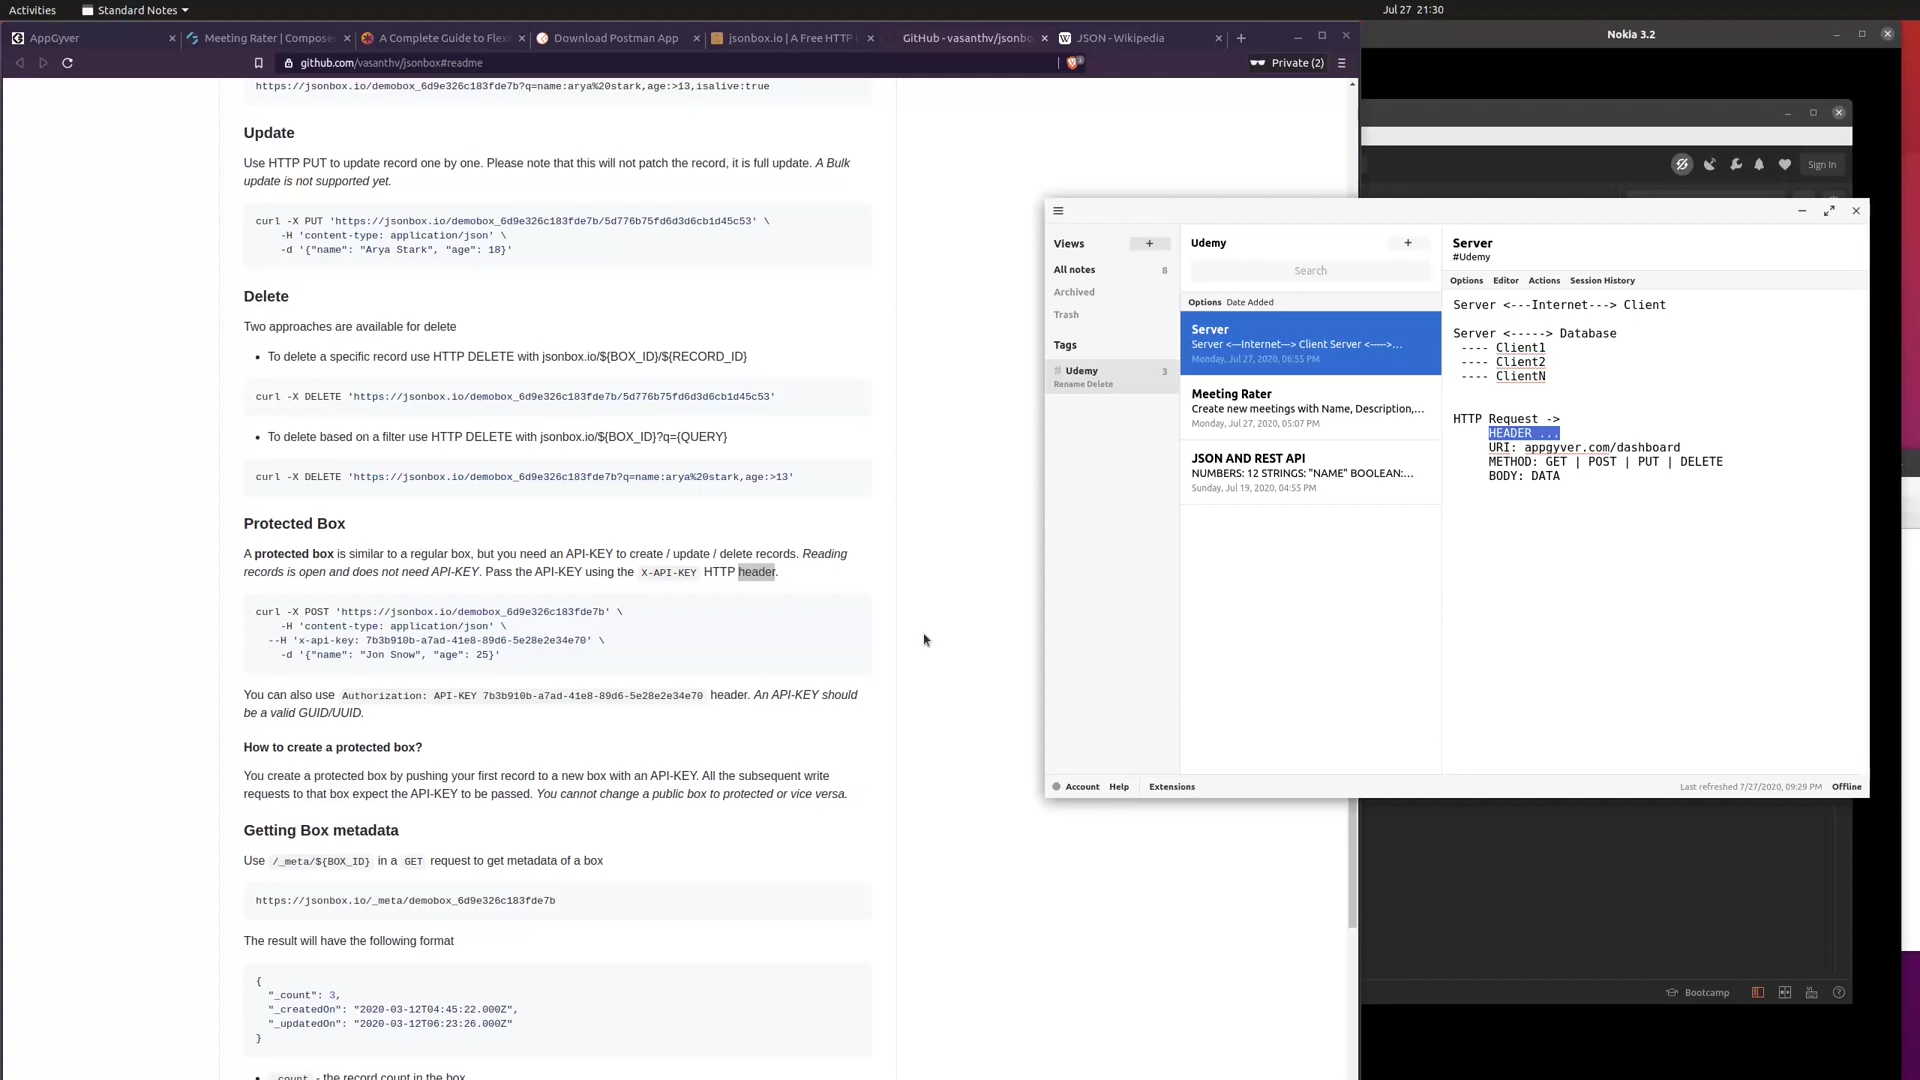 Activities
Standard Notes
Jul 27 21:30
AppGyver
Meeting Rater | Compose
A Complete Guide to Flex
Download Postman App
jsonbox.io | A Free HTTP
GitHub - vasanthv/jsonbo
JSON - Wikipedia
Nokia 3.2
github.com/vasanthv/jsonbox#readme
Private (2)
https://jsonbox.io/demobox_6d9e326c183fde7b?q=name:arya%20stark,age:>13,isalive:true
Update
Use HTTP PUT to update record one by one. Please note that this will not patch the record, it is full update. A Bulk
update is not supported yet.
curl -X PUT 'https://jsonbox.io/demobox_6d9e326c183fde7b/5d776b75fd6d3d6cb1d45c53' \
-H 'content-type: application/json' \
-d '{"name": "Arya Stark", "age": 18}'
Delete
Two approaches are available for delete
• To delete a specific record use HTTP DELETE with jsonbox.io/${BOX_ID}/${RECORD_ID}
curl -X DELETE 'https://jsonbox.io/demobox_6d9e326c183fde7b/5d776b75fd6d3d6cb1d45c53'
• To delete based on a filter use HTTP DELETE with jsonbox.io/${BOX_ID}?q={QUERY}
curl -X DELETE 'https://jsonbox.io/demobox_6d9e326c183fde7b?q=name:arya%20stark,age:>13'
Protected Box
A protected box is similar to a regular box, but you need an API-KEY to create / update / delete records. Reading
records is open and does not need API-KEY. Pass the API-KEY using the X-API-KEY HTTP header.
curl -X POST 'https://jsonbox.io/demobox_6d9e326c183fde7b' \
-H 'content-type: application/json' \
--H 'x-api-key: 7b3b910b-a7ad-41e8-89d6-5e28e2e34e70' \
-d '{"name": "Jon Snow", "age": 25}'
You can also use Authorization: API-KEY 7b3b910b-a7ad-41e8-89d6-5e28e2e34e70 header. An API-KEY should
be a valid GUID/UUID.
How to create a protected box?
You create a protected box by pushing your first record to a new box with an API-KEY. All the subsequent write
requests to that box expect the API-KEY to be passed. You cannot change a public box to protected or vice versa.
Getting Box metadata
Use /_meta/${BOX_ID} in a GET request to get metadata of a box
https://jsonbox.io/_meta/demobox_6d9e326c183fde7b
The result will have the following format
{
"_count": 3,
"_createdOn": "2020-03-12T04:45:22.000Z",
"_updatedOn": "2020-03-12T06:23:26.000Z"
}
• _count - the record count in the box
Sign In
Views
+
All notes 8
Archived
Trash
Tags
# Udemy 3
Rename Delete
Udemy
+
Search
Options Date Added
Server
Server <---Internet---> Client Server <----->…
Monday, Jul 27, 2020, 06:55 PM
Meeting Rater
Create new meetings with Name, Description,…
Monday, Jul 27, 2020, 05:07 PM
JSON AND REST API
NUMBERS: 12 STRINGS: "NAME" BOOLEAN:…
Sunday, Jul 19, 2020, 04:55 PM
Server
#Udemy
Options Editor Actions Session History
Server <---Internet---> Client
Server <-----> Database
---- Client1
---- Client2
---- ClientN
HTTP Request ->
HEADER ...
URI: appgyver.com/dashboard
METHOD: GET | POST | PUT | DELETE
BODY: DATA
Account Help Extensions
Last refreshed 7/27/2020, 09:29 PM Offline
Bootcamp